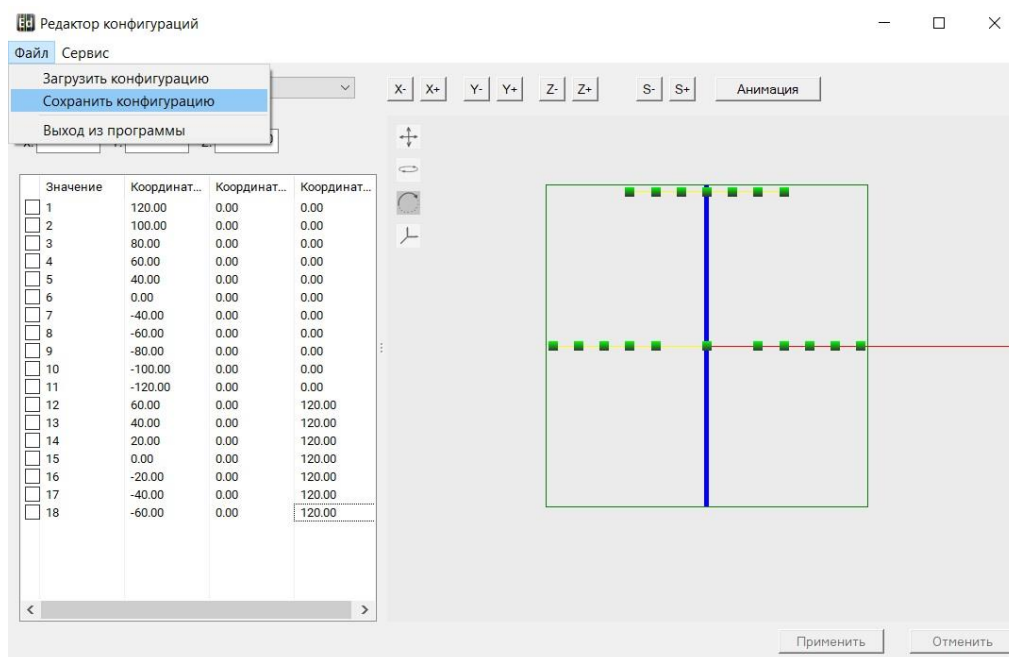 Ed Редактор конфигураций
Файл Сервис
Загрузить конфигурацию
Сохранить конфигурацию
Выход из программы
X- X+ Y- Y+ Z- Z+ S- S+ Анимация
Значение Координат... Координат... Координат...
1 120.00 0.00 0.00
2 100.00 0.00 0.00
3 80.00 0.00 0.00
4 60.00 0.00 0.00
5 40.00 0.00 0.00
6 0.00 0.00 0.00
7 -40.00 0.00 0.00
8 -60.00 0.00 0.00
9 -80.00 0.00 0.00
10 -100.00 0.00 0.00
11 -120.00 0.00 0.00
12 60.00 0.00 120.00
13 40.00 0.00 120.00
14 20.00 0.00 120.00
15 0.00 0.00 120.00
16 -20.00 0.00 120.00
17 -40.00 0.00 120.00
18 -60.00 0.00 120.00
Применить Отменить